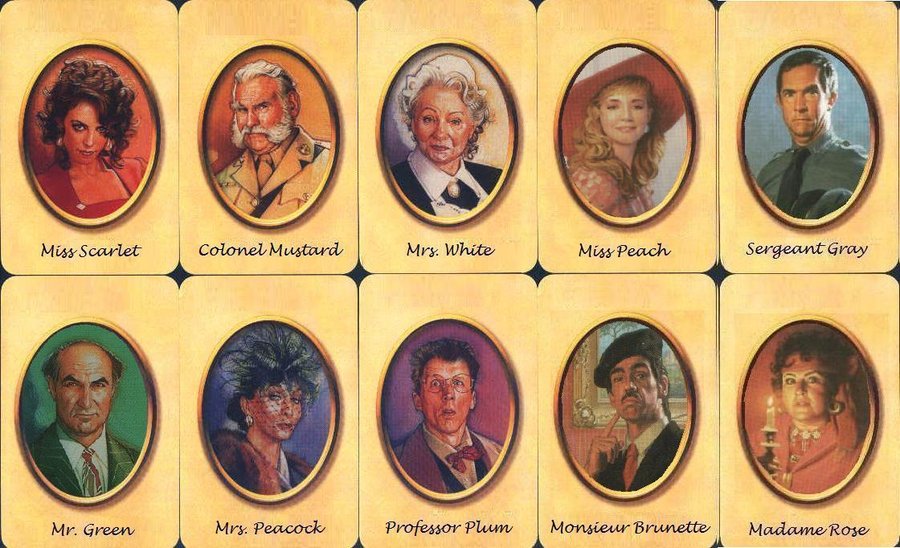 Miss Scarlet
Colonel Mustard
Mrs. White
Miss Peach
Sergeant Gray
Mr. Green
Mrs. Peacock
Professor Plum
Monsieur Brunette
Madame Rose